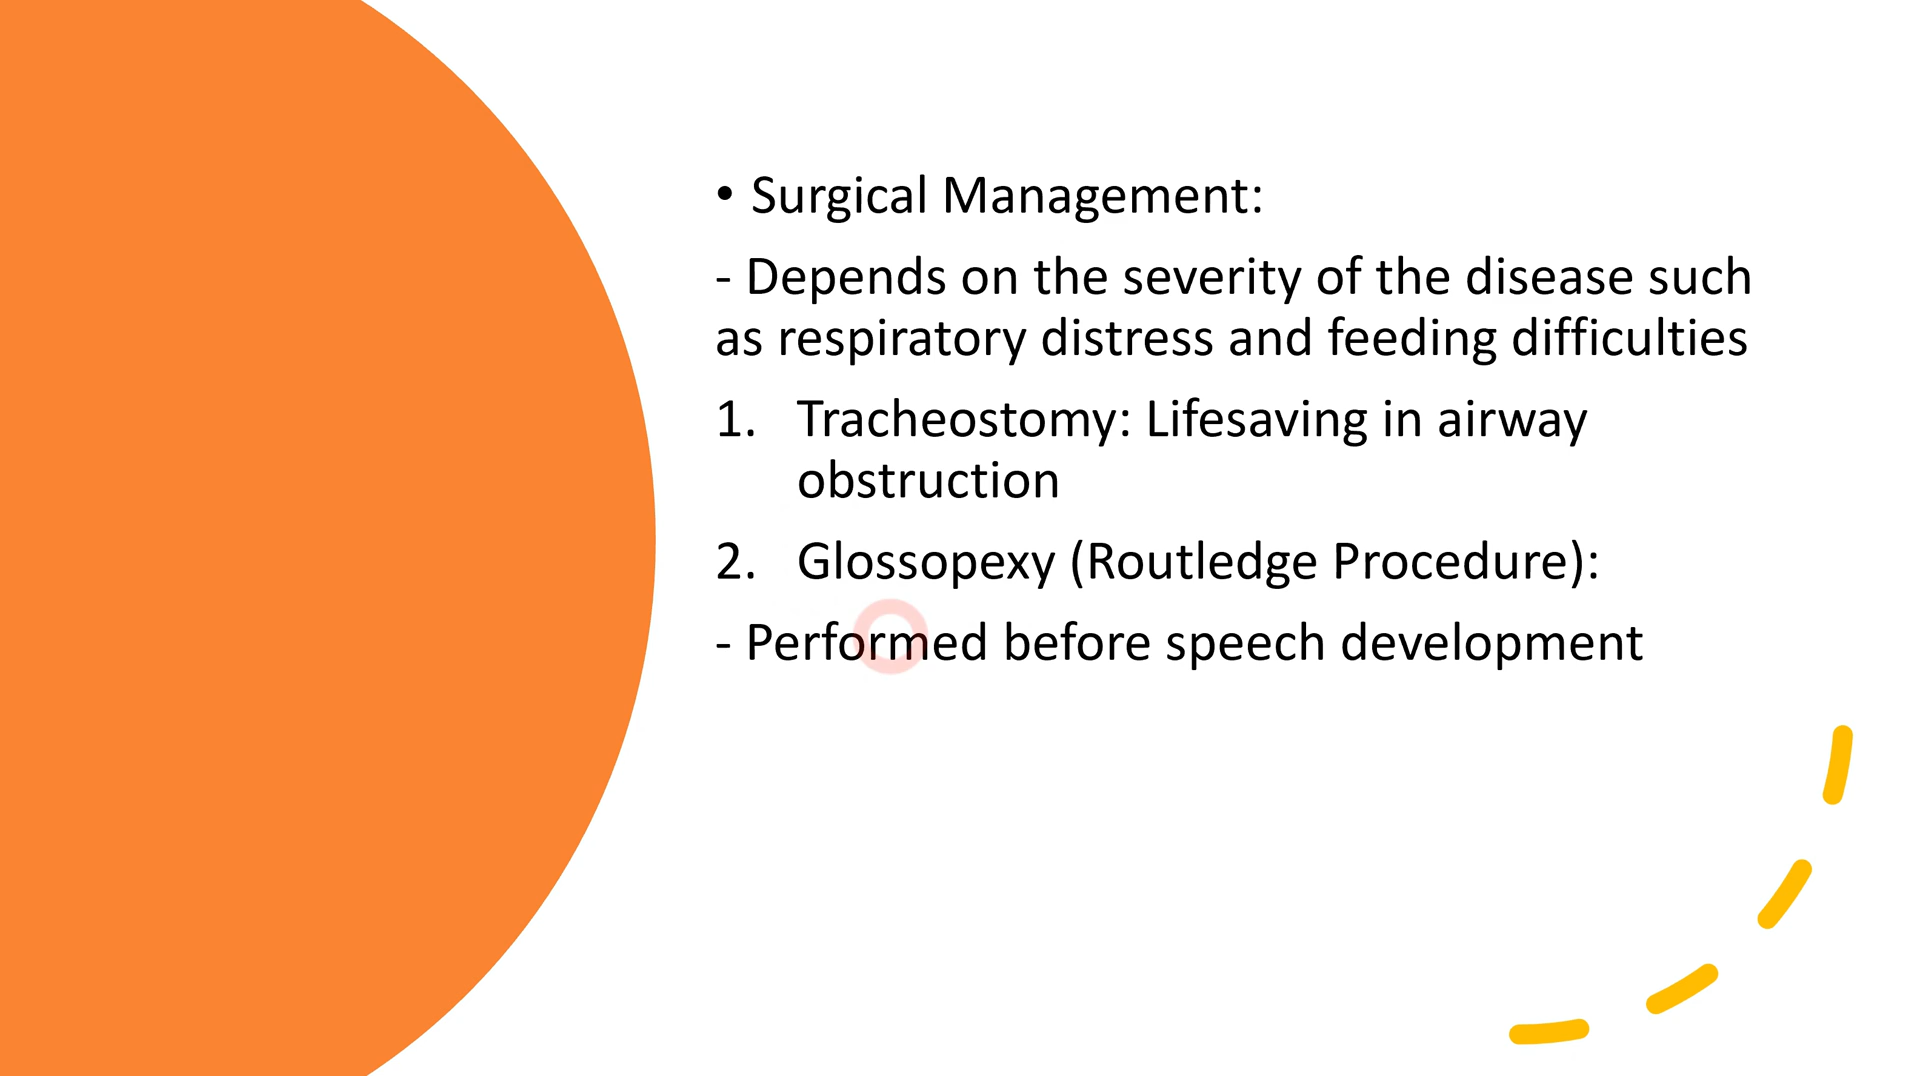 • Surgical Management:
- Depends on the severity of the disease such
as respiratory distress and feeding difficulties
1. Tracheostomy: Lifesaving in airway
obstruction
2. Glossopexy (Routledge Procedure):
- Performed before speech development